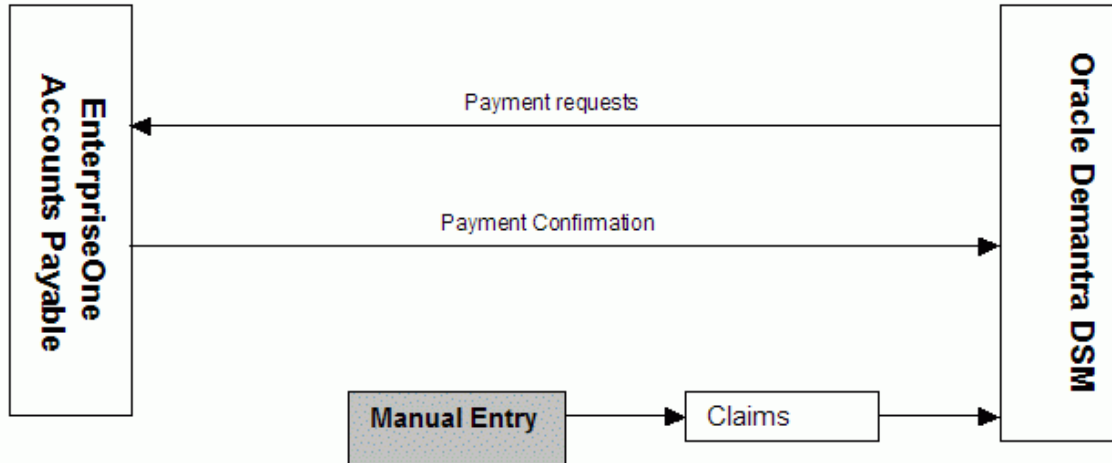 EnterpriseOne
Accounts Payable
Payment requests
Payment Confirmation
Oracle Demantra DSM
Manual Entry
Claims